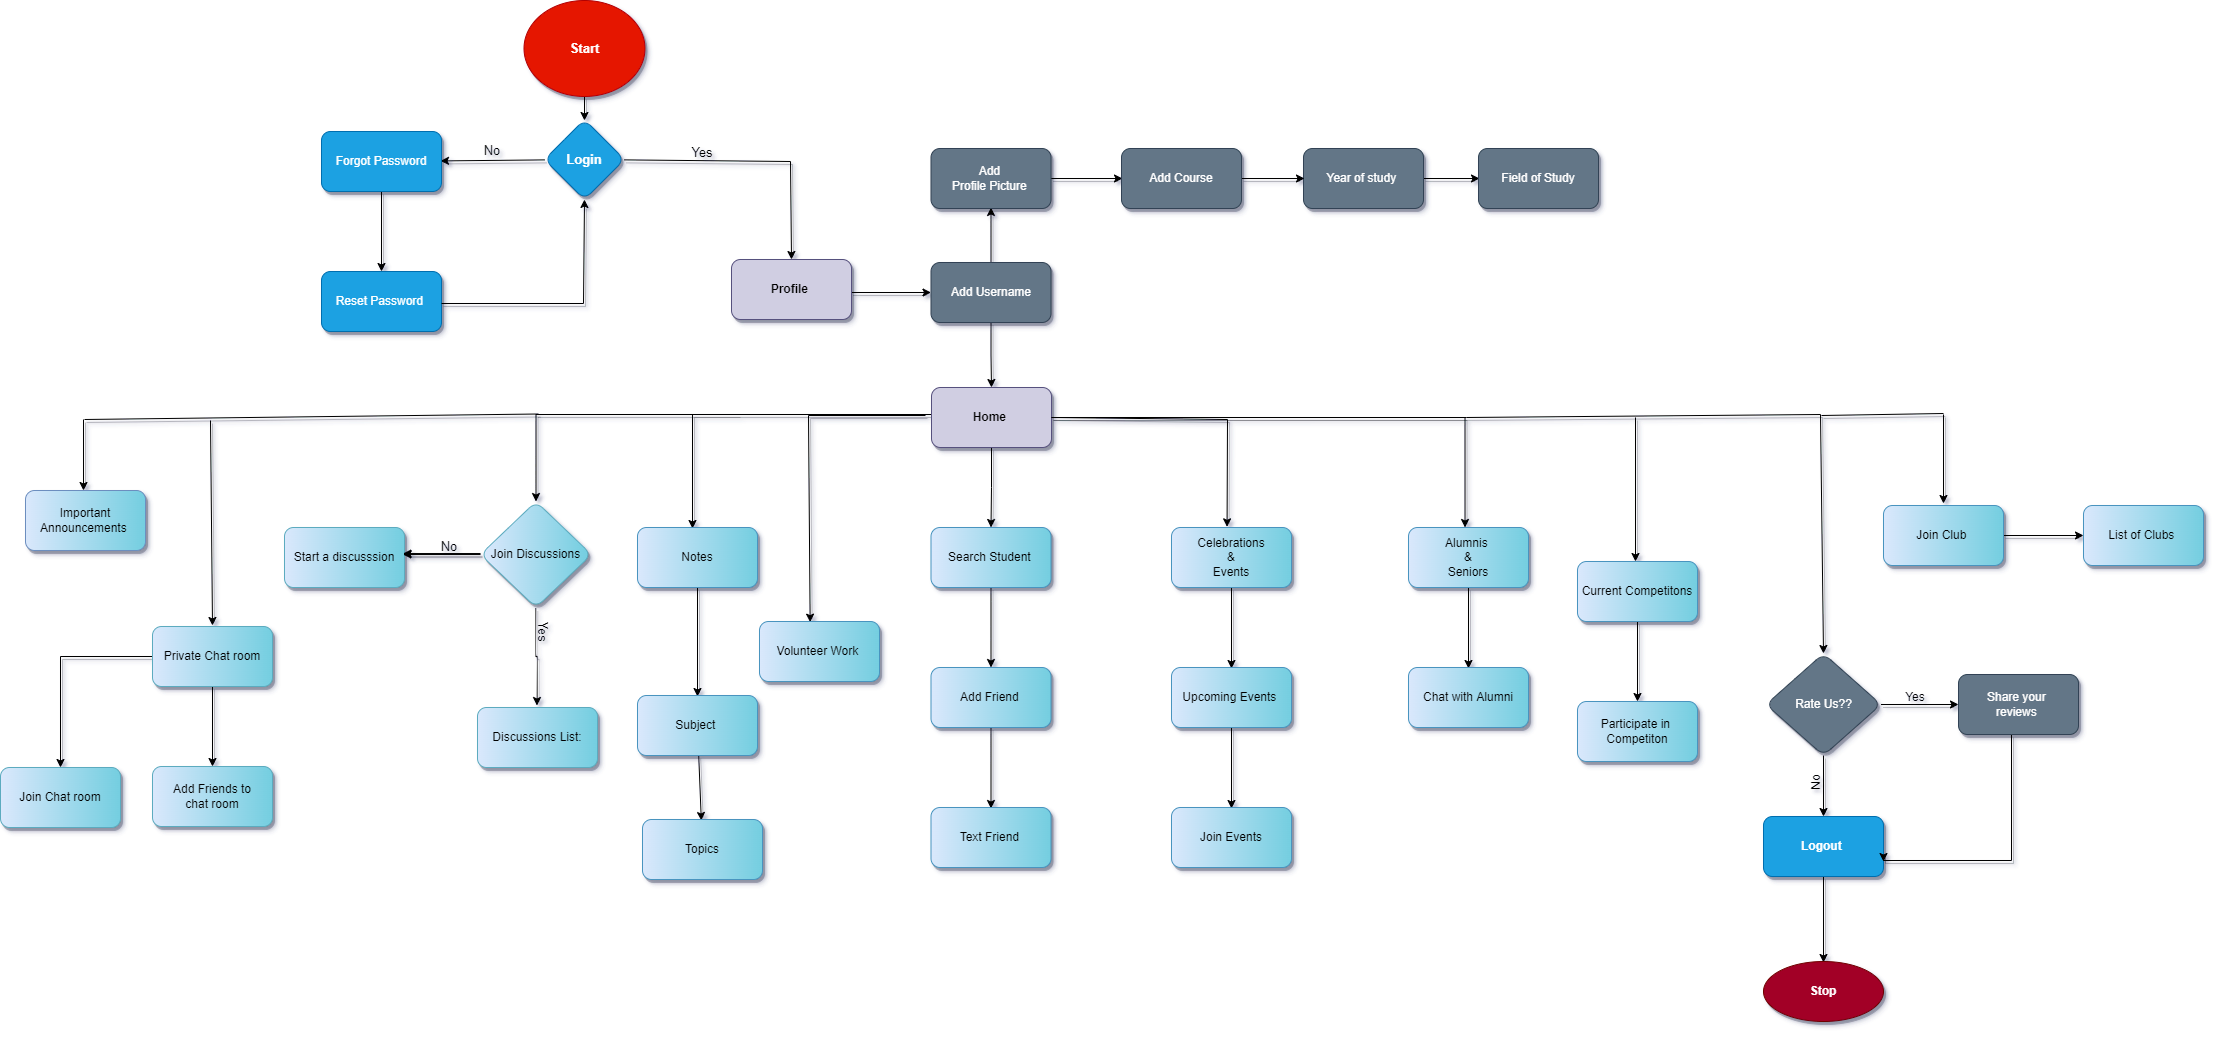 Start
Login
No
Yes
Forgot Password
Reset Password
Profile
Add Username
Add
Profile Picture
Add Course
Year of study
Field of Study
Home
Important
Announcements
Private Chat room
Join Chat room
Add Friends to
chat room
Join Discussions
No
Start a discusssion
Yes
Discussions List:
Notes
Subject
Topics
Volunteer Work
Search Student
Add Friend
Text Friend
Celebrations
&
Events
Upcoming Events
Join Events
Alumnis
&
Seniors
Chat with Alumni
Current Competitons
Participate in
Competiton
Rate Us??
Yes
Share your
reviews
No
Logout
Stop
Join Club
List of Clubs